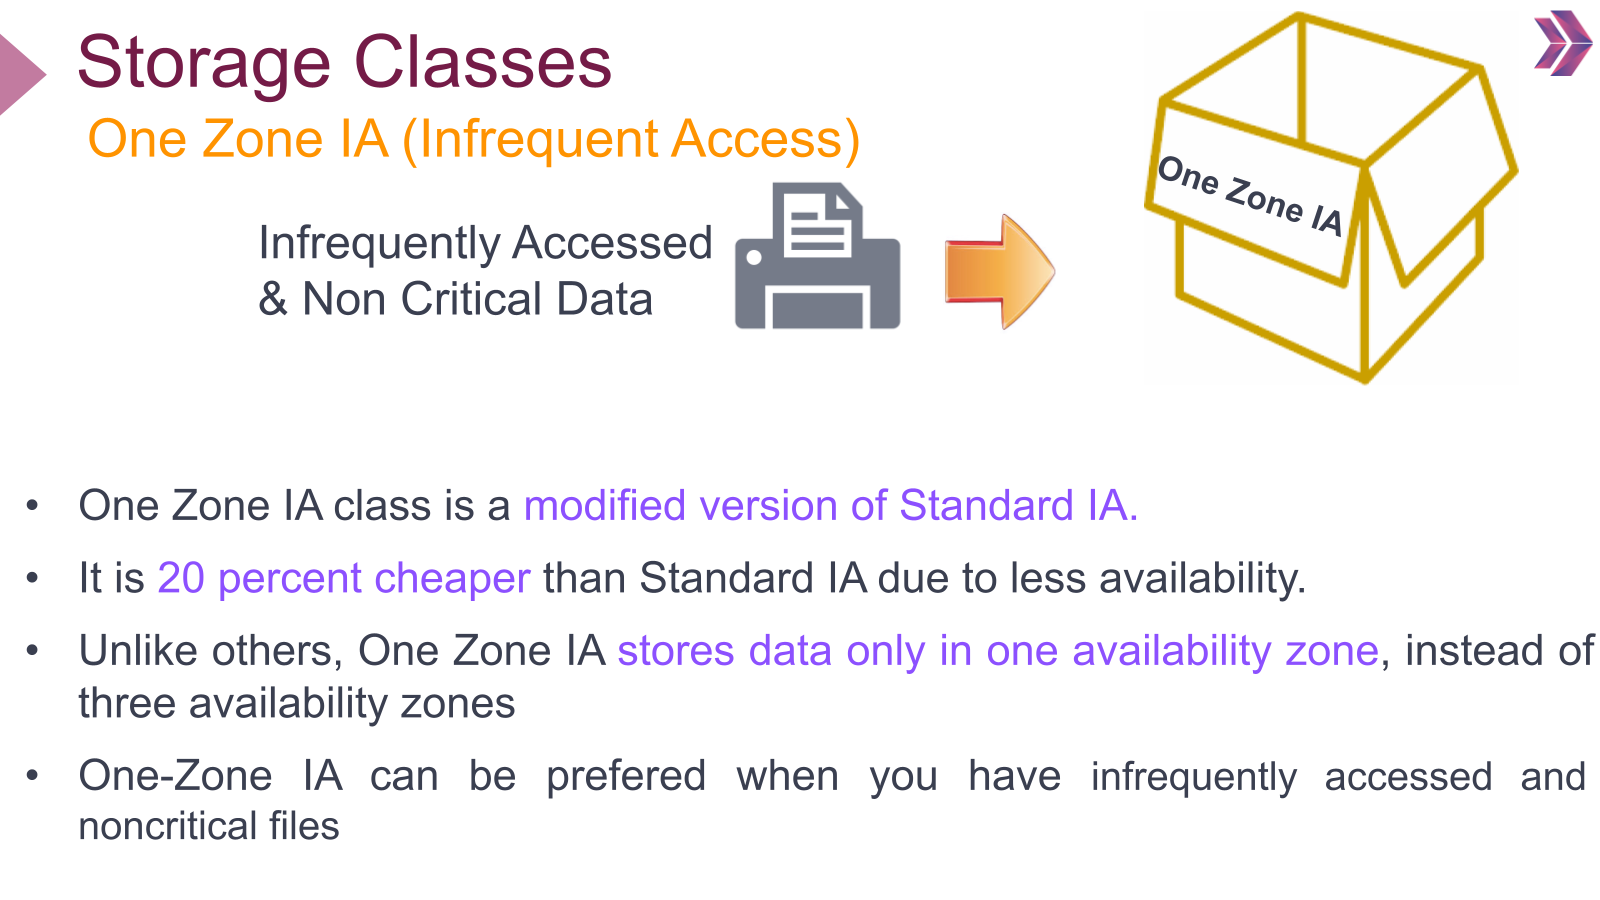 Storage Classes
One Zone IA (Infrequent Access)
Infrequently Accessed
& Non Critical Data
One Zone IA
• One Zone IA class is a modified version of Standard IA.
• It is 20 percent cheaper than Standard IA due to less availability.
• Unlike others, One Zone IA stores data only in one availability zone, instead of
three availability zones
• One-Zone IA can be prefered when you have infrequently accessed and
noncritical files